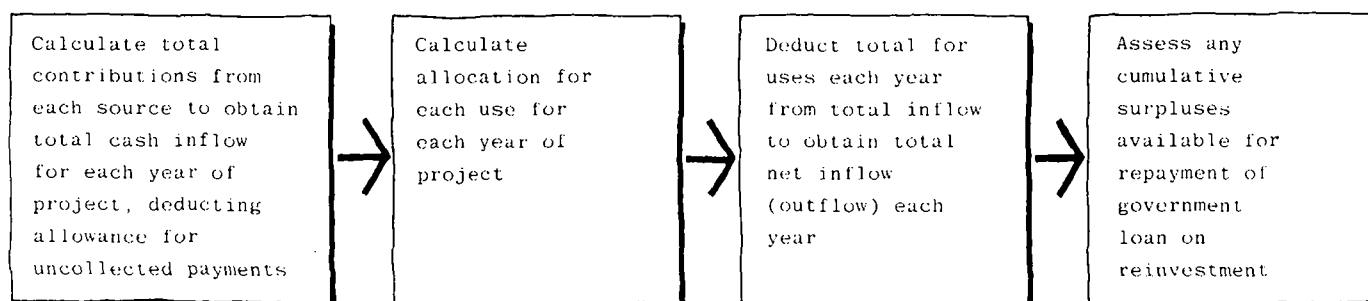 Calculate total
contributions from
each source to obtain
total cash inflow
for each year of
project, deducting
allowance for
uncollected payments
Calculate
allocation for
each use for
each year of
project
Deduct total for
uses each year
from total inflow
to obtain total
net inflow
(outflow) each
year
Assess any
cumulative
surpluses
available for
repayment of
government
loan on
reinvestment